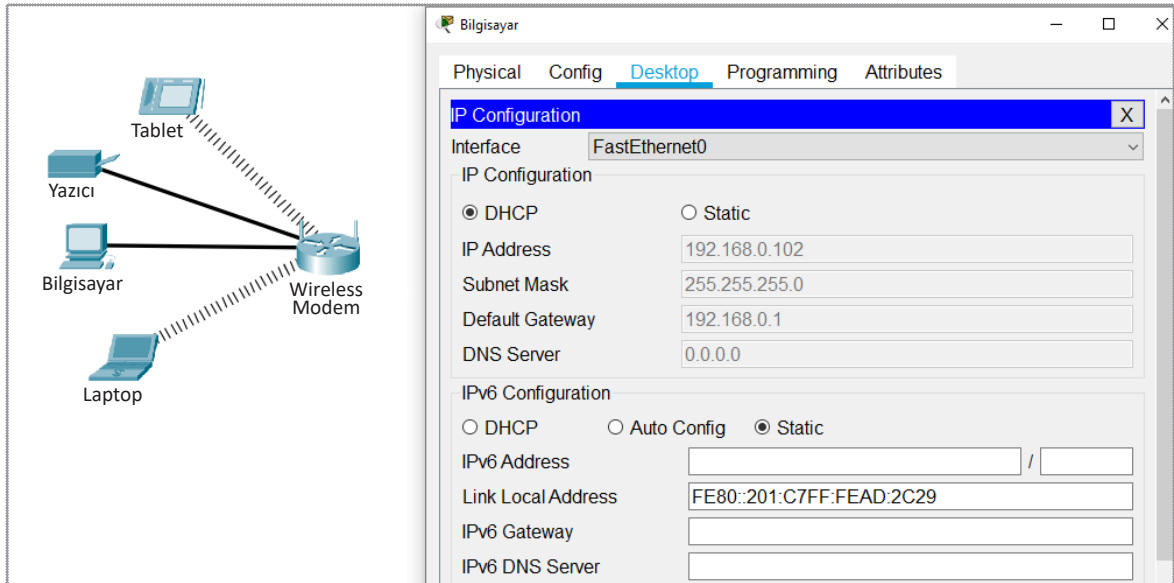 Tablet
Yazıcı
Bilgisayar
Wireless
Modem
Laptop
Bilgisayar
Physical Config Desktop Programming Attributes
IP Configuration X
Interface FastEthernet0
IP Configuration
DHCP Static
IP Address 192.168.0.102
Subnet Mask 255.255.255.0
Default Gateway 192.168.0.1
DNS Server 0.0.0.0
IPv6 Configuration
DHCP Auto Config Static
IPv6 Address /
Link Local Address FE80::201:C7FF:FEAD:2C29
IPv6 Gateway
IPv6 DNS Server